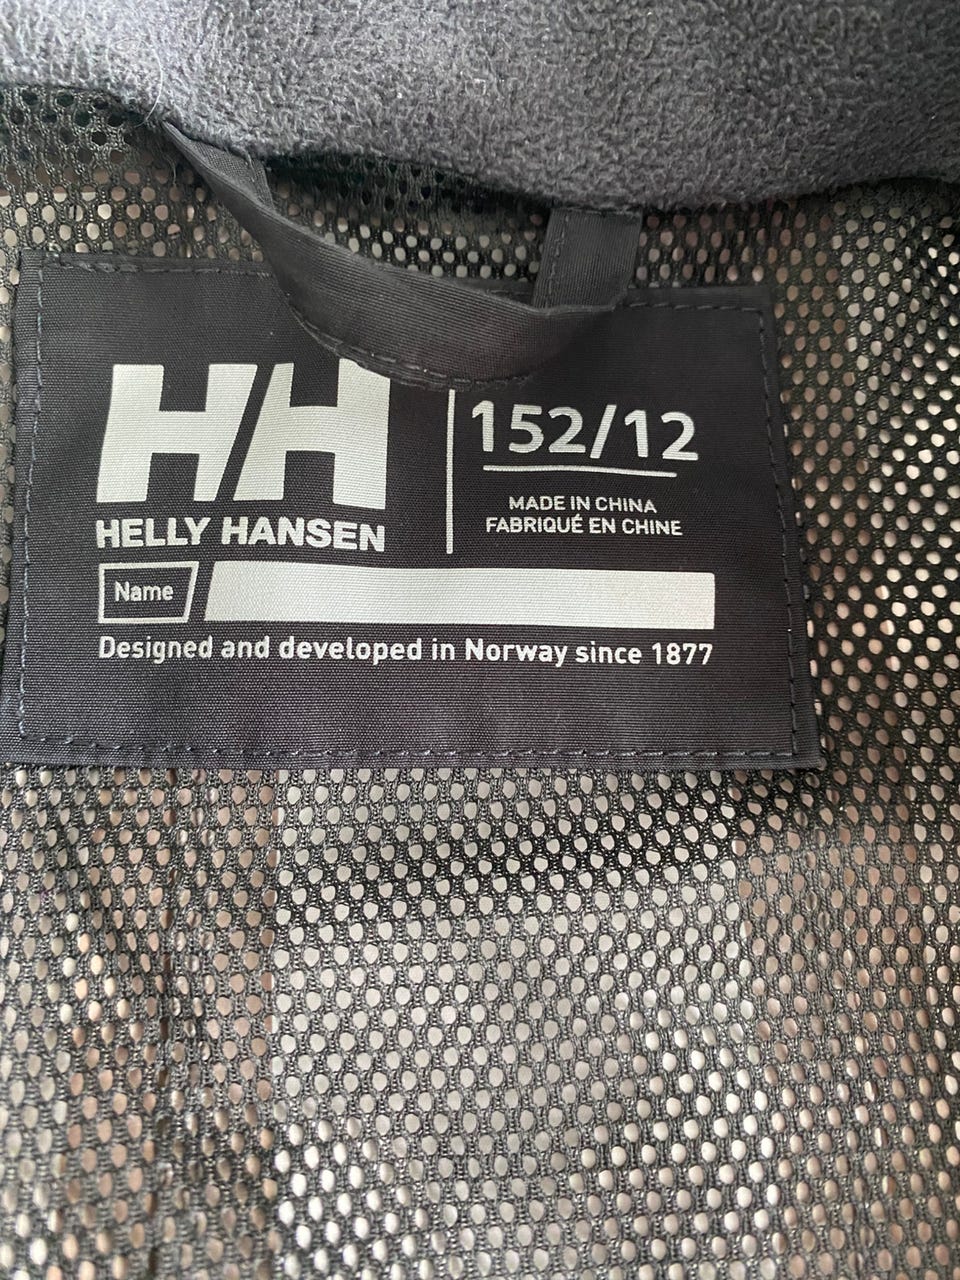 HH
HELLY HANSEN
152/12
MADE IN CHINA
FABRIQUÉ EN CHINE
Name
Designed and developed in Norway since 1877